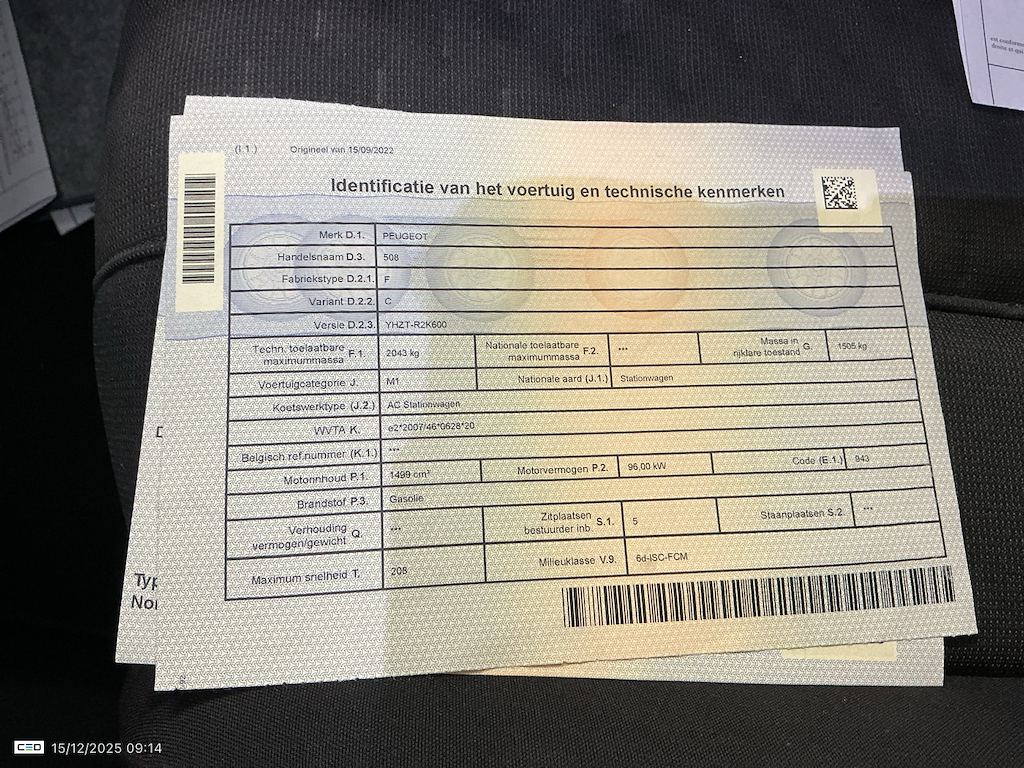 est conforme
(I.1) Origineel van 15/09/2022
Identificatie van het voertuig en technische kenmerken
Merk D.1. PEUGEOT
Handelsnaam D.3. 508
Fabriekstype D.2.1. F
Variant D.2.2. C
Versie D.2.3. YHZT-R2K600
Techn. toelaatbare maximummassa F.1. 2043 kg Nationale toelaatbare maximummassa F.2. *** Massa in rijklare toestand G. 1505 kg
Voertuigcategorie J. M1 Nationale aard (J.1.) Stationwagen
Koetswerktype (J.2.) AC Stationwagen
WVTA K. e2*2007/46*0628*20
Belgisch ref.nummer (K.1.) ***
Motorinhoud P.1. 1499 cm³ Motorvermogen P.2. 96,00 kW Code (E.1.) 943
Brandstof P.3. Gasolie
Verhouding vermogen/gewicht Q. *** Zitplaatsen bestuurder inb. S.1. 5 Staanplaatsen S.2. ***
Maximum snelheid T. 208 Milieuklasse V.9. 6d-ISC-FCM
Typ
Nor
CEO 15/12/2025 09:14